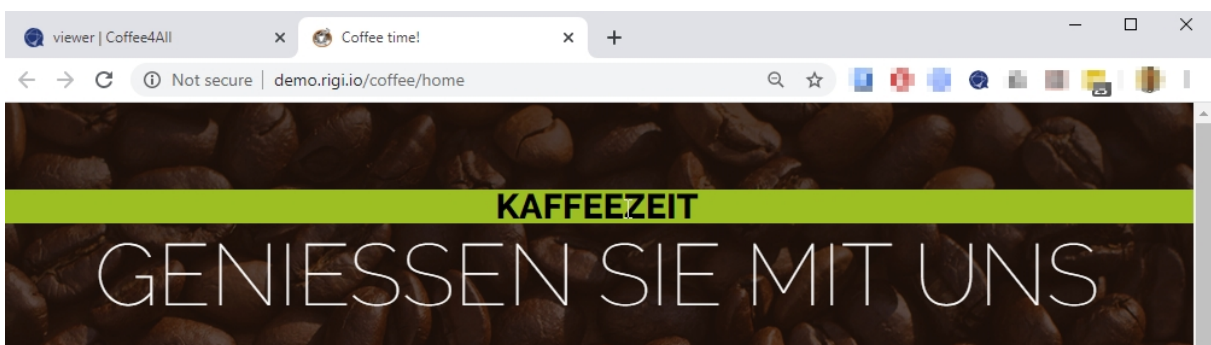 viewer | Coffee4All
Coffee time!
Not secure | demo.rigi.io/coffee/home
KAFFEEZEIT
GENIESSEN SIE MIT UNS